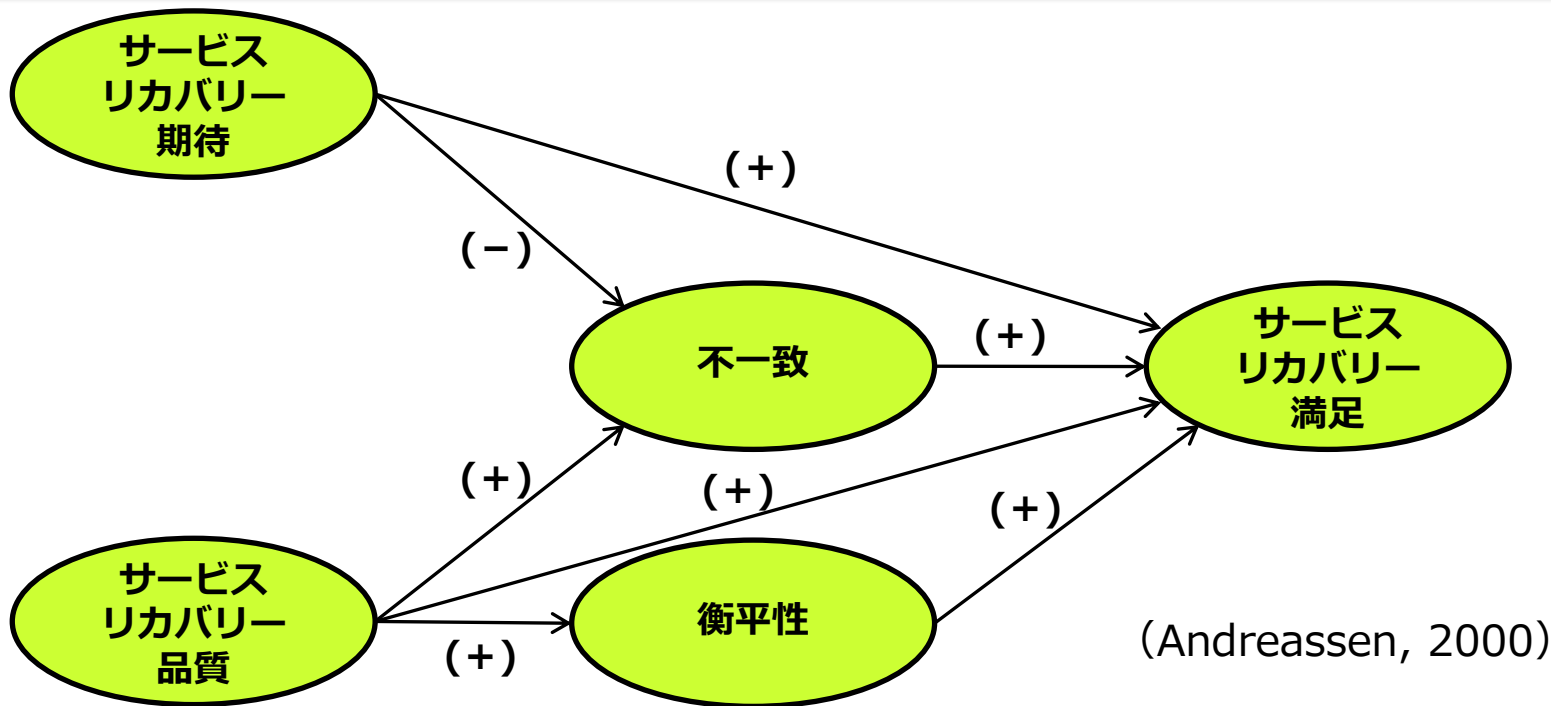 サービス
リカバリー
期待
(+)
(−)
不一致
(+)
サービス
リカバリー
満足
(+)
(+)
(+)
サービス
リカバリー
品質
(+)
衡平性
（Andreassen, 2000）